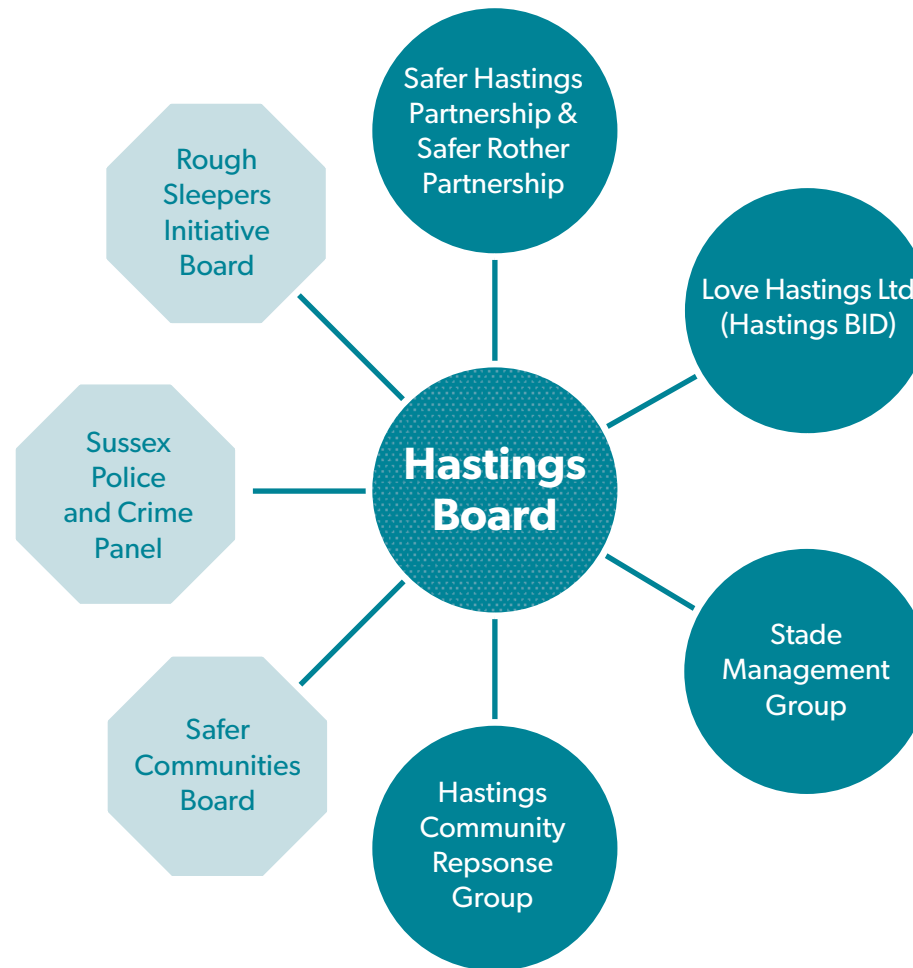 Safer Hastings
Partnership &
Safer Rother
Partnership
Rough
Sleepers
Initiative
Board
Love Hastings Ltd
(Hastings BID)
Hastings
Board
Sussex
Police
and Crime
Panel
Stade
Management
Group
Safer
Communities
Board
Hastings
Community
Repsonse
Group